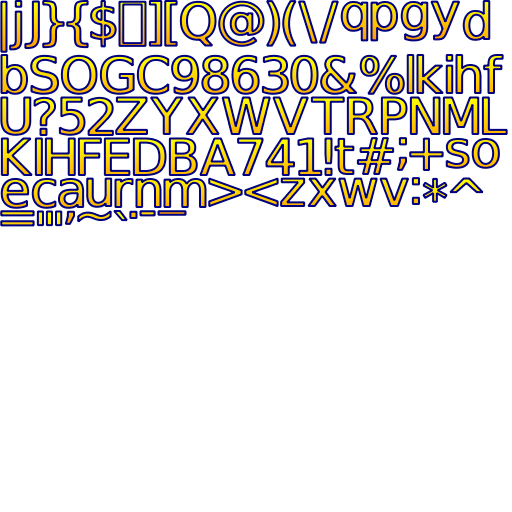 |jJ}{$▯][Q@)(\/qpgyd
bSOGC98630&%lkihf
U?52ZYXWVTRPNML
KIHFEDBA741!t#;+so
ecaurnm><zxwv:*^
="',~`.-_